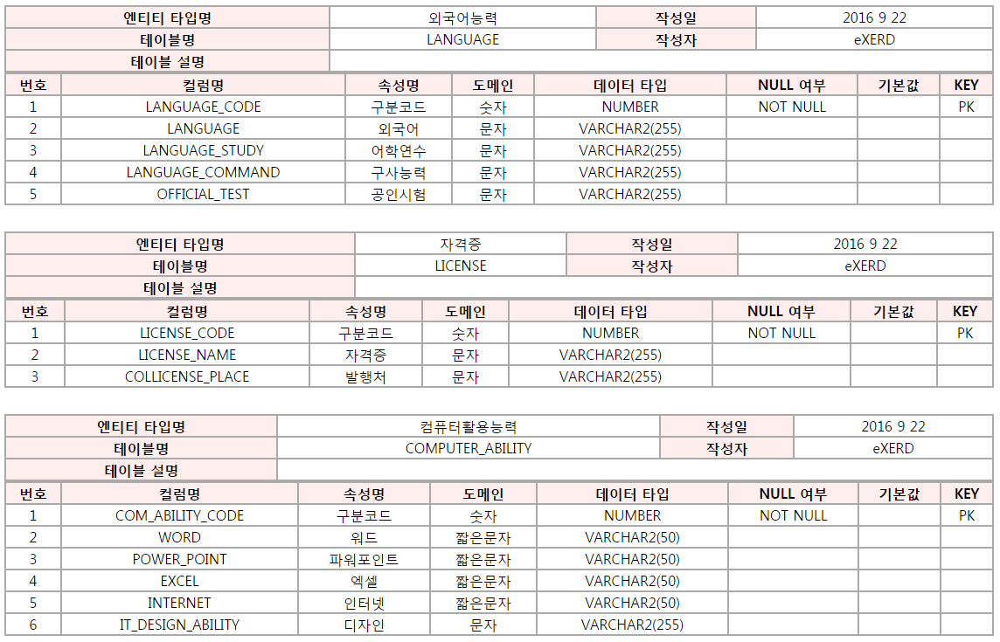 엔티티 타입명 외국어능력 작성일 2016 9 22
테이블명 LANGUAGE 작성자 eXERD
테이블 설명
번호 컬럼명 속성명 도메인 데이터 타입 NULL 여부 기본값 KEY
1 LANGUAGE_CODE 구분코드 숫자 NUMBER NOT NULL PK
2 LANGUAGE 외국어 문자 VARCHAR2(255)
3 LANGUAGE_STUDY 어학연수 문자 VARCHAR2(255)
4 LANGUAGE_COMMAND 구사능력 문자 VARCHAR2(255)
5 OFFICIAL_TEST 공인시험 문자 VARCHAR2(255)
엔티티 타입명 자격증 작성일 2016 9 22
테이블명 LICENSE 작성자 eXERD
테이블 설명
번호 컬럼명 속성명 도메인 데이터 타입 NULL 여부 기본값 KEY
1 LICENSE_CODE 구분코드 숫자 NUMBER NOT NULL PK
2 LICENSE_NAME 자격증 문자 VARCHAR2(255)
3 COLLICENSE_PLACE 발행처 문자 VARCHAR2(255)
엔티티 타입명 컴퓨터활용능력 작성일 2016 9 22
테이블명 COMPUTER_ABILITY 작성자 eXERD
테이블 설명
번호 컬럼명 속성명 도메인 데이터 타입 NULL 여부 기본값 KEY
1 COM_ABILITY_CODE 구분코드 숫자 NUMBER NOT NULL PK
2 WORD 워드 짧은문자 VARCHAR2(50)
3 POWER_POINT 파워포인트 짧은문자 VARCHAR2(50)
4 EXCEL 엑셀 짧은문자 VARCHAR2(50)
5 INTERNET 인터넷 짧은문자 VARCHAR2(50)
6 IT_DESIGN_ABILITY 디자인 문자 VARCHAR2(255)